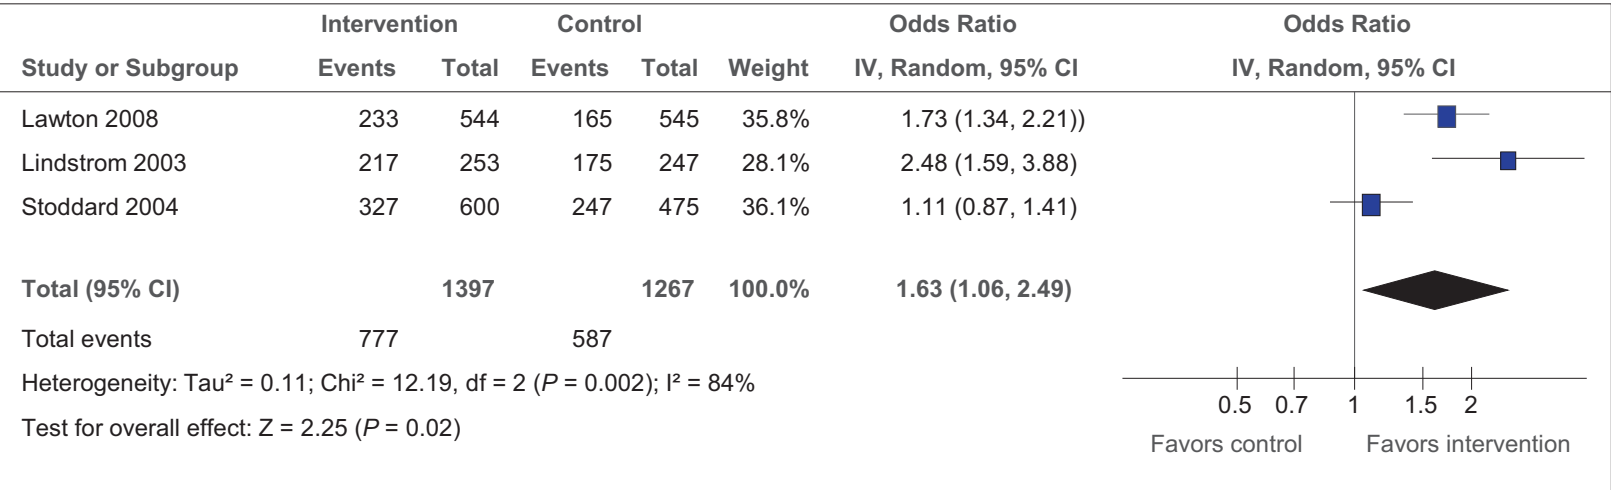 Intervention Control Odds Ratio Odds Ratio
Study or Subgroup Events Total Events Total Weight IV, Random, 95% CI IV, Random, 95% CI
Lawton 2008 233 544 165 545 35.8% 1.73 (1.34, 2.21))
Lindstrom 2003 217 253 175 247 28.1% 2.48 (1.59, 3.88)
Stoddard 2004 327 600 247 475 36.1% 1.11 (0.87, 1.41)
Total (95% CI) 1397 1267 100.0% 1.63 (1.06, 2.49)
Total events 777 587
Heterogeneity: Tau² = 0.11; Chi² = 12.19, df = 2 (P = 0.002); I² = 84%
0.5 0.7 1 1.5 2
Test for overall effect: Z = 2.25 (P = 0.02)
Favors control Favors intervention